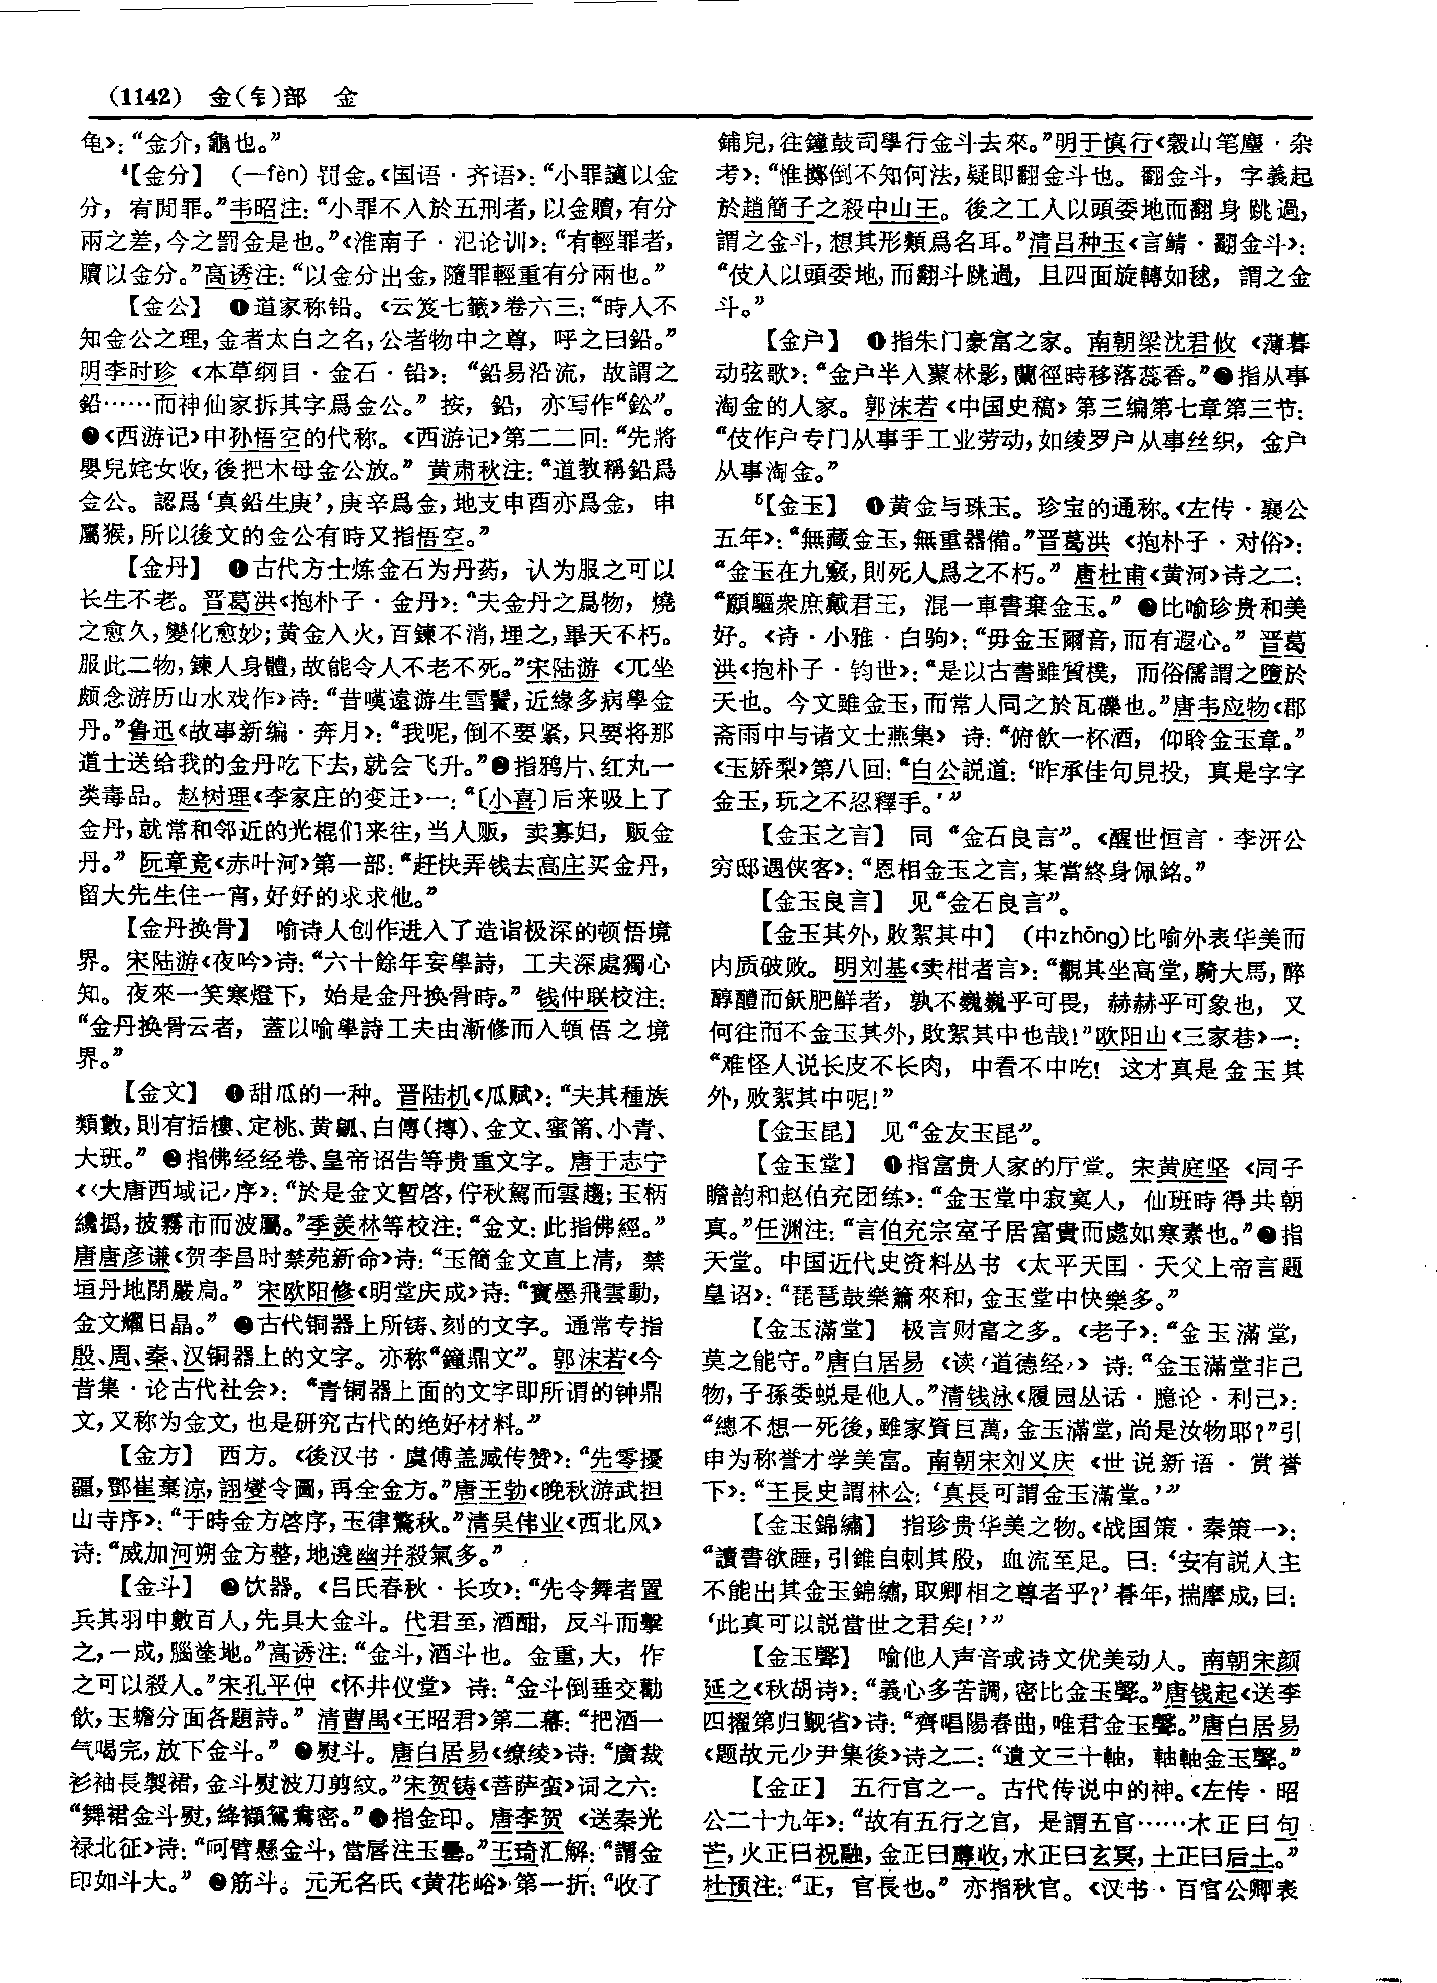 (1142) 金(钅)部 金
龟》：“金介，龜也。”
⁴【金分】 (—fèn) 罚金。《国语·齐语》：“小罪讁以金
分，宥閒罪。”韦昭注：“小罪不入於五刑者，以金贖，有分
兩之差，今之罰金是也。”《淮南子·氾论训》：“有輕罪者，
贖以金分。”高诱注：“以金分出金，隨罪輕重有分兩也。”
【金公】 ❶道家称铅。《云笈七籤》卷六三：“時人不
知金公之理，金者太白之名，公者物中之尊，呼之曰鉛。”
明李时珍《本草纲目·金石·铅》：“鉛易沿流，故謂之
鉛……而神仙家拆其字爲金公。”按，鉛，亦写作“鈆”。
❷《西游记》中孙悟空的代称。《西游记》第二二回：“先將
嬰兒姹女收，後把木母金公放。”黄肃秋注：“道教稱鉛爲
金公。認爲‘真鉛生庚’，庚辛爲金，地支申酉亦爲金，申
屬猴，所以後文的金公有時又指悟空。”
【金丹】 ❶古代方士炼金石为丹药，认为服之可以
长生不老。晋葛洪《抱朴子·金丹》：“夫金丹之爲物，燒
之愈久，變化愈妙；黄金入火，百鍊不消，埋之，畢天不朽。
服此二物，鍊人身體，故能令人不老不死。”宋陆游《兀坐
颇念游历山水戏作》诗：“昔嘆遠游生雪鬢，近緣多病學金
丹。”鲁迅《故事新编·奔月》：“我呢，倒不要紧，只要将那
道士送给我的金丹吃下去，就会飞升。”❷指鸦片、红丸一
类毒品。赵树理《李家庄的变迁》一：“〔小喜〕后来吸上了
金丹，就常和邻近的光棍们来往，当人贩，卖寡妇，贩金
丹。”阮章竞《赤叶河》第一部：“赶快弄钱去高庄买金丹，
留大先生住一宵，好好的求求他。”
【金丹换骨】 喻诗人创作进入了造诣极深的顿悟境
界。宋陆游《夜吟》诗：“六十餘年妄學詩，工夫深處獨心
知。夜來一笑寒燈下，始是金丹换骨時。”钱仲联校注：
“金丹换骨云者，蓋以喻學詩工夫由漸修而入頓悟之境
界。”
【金文】 ❶甜瓜的一种。晋陆机《瓜赋》：“夫其種族
類數，則有括樓、定桃、黄瓤、白傳(摶)、金文、蜜筩、小青、
大班。”❷指佛经经卷、皇帝诏告等贵重文字。唐于志宁
《〈大唐西域记〉序》：“於是金文暫啓，佇秋駕而雲趨；玉柄
纔撝，披霧市而波屬。”季羡林等校注：“金文：此指佛經。”
唐唐彦谦《贺李昌时禁苑新命》诗：“玉簡金文直上清，禁
垣丹地閉嚴扃。”宋欧阳修《明堂庆成》诗：“寶墨飛雲動，
金文耀日晶。”❸古代铜器上所铸、刻的文字。通常专指
殷、周、秦、汉铜器上的文字。亦称“鐘鼎文”。郭沫若《今
昔集·论古代社会》：“青铜器上面的文字即所谓的钟鼎
文，又称为金文，也是研究古代的绝好材料。”
【金方】 西方。《後汉书·虞傅盖臧传赞》：“先零擾
疆，鄧崔棄涼，詡燮令圖，再全金方。”唐王勃《晚秋游武担
山寺序》：“于時金方啓序，玉律驚秋。”清吴伟业《西北风》
诗：“威加河朔金方整，地邊幽并殺氣多。”
【金斗】 ❷饮器。《吕氏春秋·长攻》：“先令舞者置
兵其羽中數百人，先具大金斗。代君至，酒酣，反斗而擊
之，一成，腦塗地。”高诱注：“金斗，酒斗也。金重，大，作
之可以殺人。”宋孔平仲《怀井仪堂》诗：“金斗倒垂交勸
飲，玉蟾分面各題詩。”清曹禺《王昭君》第二幕：“把酒一
气喝完，放下金斗。”❸熨斗。唐白居易《缭绫》诗：“廣裁
衫袖長製裙，金斗熨波刀剪紋。”宋贺铸《菩萨蛮》词之六：
“舞裙金斗熨，絳纈鴛鴦密。”❹指金印。唐李贺《送秦光
禄北征》诗：“呵臂懸金斗，當唇注玉罍。”王琦汇解：“謂金
印如斗大。”❺筋斗。元无名氏《黄花峪》第一折：“收了
鋪兒，往鐘鼓司學行金斗去來。”明于慎行《穀山笔麈·杂
考》：“惟擲倒不知何法，疑即翻金斗也。翻金斗，字義起
於趙簡子之殺中山王。後之工人以頭委地而翻身跳過，
謂之金斗，想其形類爲名耳。”清吕种玉《言鯖·翻金斗》：
“伎人以頭委地，而翻斗跳過，且四面旋轉如毬，謂之金
斗。”
【金户】 ❶指朱门豪富之家。南朝梁沈君攸《薄暮
动弦歌》：“金户半入藂林影，蘭徑時移落蕊香。”❷指从事
淘金的人家。郭沫若《中国史稿》第三编第七章第三节：
“伎作户专门从事手工业劳动，如绫罗户从事丝织，金户
从事淘金。”
⁵【金玉】 ❶黄金与珠玉。珍宝的通称。《左传·襄公
五年》：“無藏金玉，無重器備。”晋葛洪《抱朴子·对俗》：
“金玉在九竅，則死人爲之不朽。”唐杜甫《黄河》诗之二：
“願驅衆庶戴君王，混一車書棄金玉。”❷比喻珍贵和美
好。《诗·小雅·白驹》：“毋金玉爾音，而有遐心。”晋葛
洪《抱朴子·钧世》：“是以古書雖質樸，而俗儒謂之墮於
天也。今文雖金玉，而常人同之於瓦礫也。”唐韦应物《郡
斋雨中与诸文士燕集》诗：“俯飲一杯酒，仰聆金玉章。”
《玉娇梨》第八回：“白公説道：‘昨承佳句見投，真是字字
金玉，玩之不忍釋手。’”
【金玉之言】 同“金石良言”。《醒世恒言·李汧公
穷邸遇侠客》：“恩相金玉之言，某當終身佩銘。”
【金玉良言】 见“金石良言”。
【金玉其外，敗絮其中】 (中zhōng)比喻外表华美而
内质破败。明刘基《卖柑者言》：“觀其坐高堂，騎大馬，醉
醇醴而飫肥鮮者，孰不巍巍乎可畏，赫赫乎可象也，又
何往而不金玉其外，敗絮其中也哉！”欧阳山《三家巷》一：
“难怪人说长皮不长肉，中看不中吃！这才真是金玉其
外，败絮其中呢！”
【金玉昆】 见“金友玉昆”。
【金玉堂】 ❶指富贵人家的厅堂。宋黄庭坚《同子
瞻韵和赵伯充团练》：“金玉堂中寂寞人，仙班時得共朝
真。”任渊注：“言伯充宗室子居富貴而處如寒素也。”❷指
天堂。中国近代史资料丛书《太平天囯·天父上帝言题
皇诏》：“琵琶鼓樂簫來和，金玉堂中快樂多。”
【金玉滿堂】 极言财富之多。《老子》：“金玉滿堂，
莫之能守。”唐白居易《读〈道德经〉》诗：“金玉滿堂非己
物，子孫委蜕是他人。”清钱泳《履园丛话·臆论·利己》：
“總不想一死後，雖家資巨萬，金玉滿堂，尚是汝物耶？”引
申为称誉才学美富。南朝宋刘义庆《世说新语·赏誉
下》：“王長史謂林公：‘真長可謂金玉滿堂。’”
【金玉錦繡】 指珍贵华美之物。《战国策·秦策一》：
“讀書欲睡，引錐自刺其股，血流至足。曰：‘安有説人主
不能出其金玉錦繡，取卿相之尊者乎？’朞年，揣摩成，曰：
‘此真可以説當世之君矣！’”
【金玉聲】 喻他人声音或诗文优美动人。南朝宋颜
延之《秋胡诗》：“義心多苦調，密比金玉聲。”唐钱起《送李
四擢第归觐省》诗：“齊唱陽春曲，唯君金玉聲。”唐白居易
《题故元少尹集後》诗之二：“遺文三十軸，軸軸金玉聲。”
【金正】 五行官之一。古代传说中的神。《左传·昭
公二十九年》：“故有五行之官，是謂五官……木正曰句
芒，火正曰祝融，金正曰蓐收，水正曰玄冥，土正曰后土。”
杜预注：“正，官長也。”亦指秋官。《汉书·百官公卿表